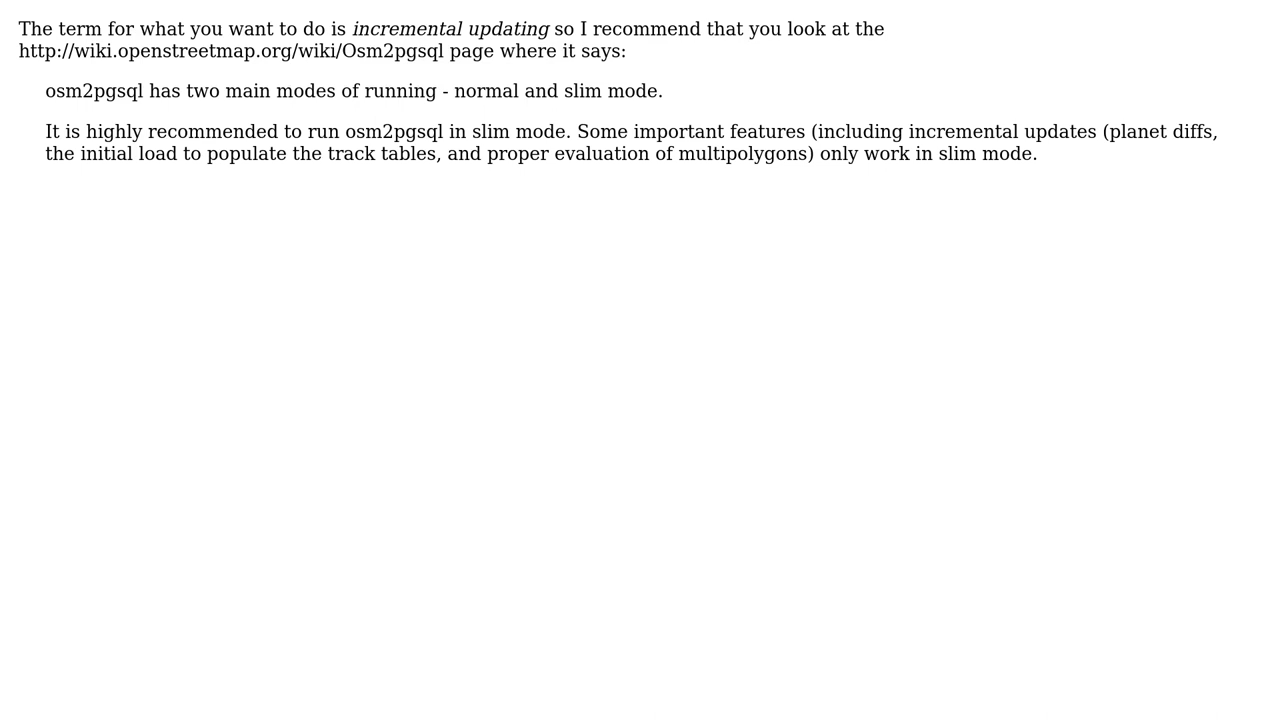 The term for what you want to do is incremental updating so I recommend that you look at the
http://wiki.openstreetmap.org/wiki/Osm2pgsql page where it says:
osm2pgsql has two main modes of running - normal and slim mode.
It is highly recommended to run osm2pgsql in slim mode. Some important features (including incremental updates (planet diffs,
the initial load to populate the track tables, and proper evaluation of multipolygons) only work in slim mode.